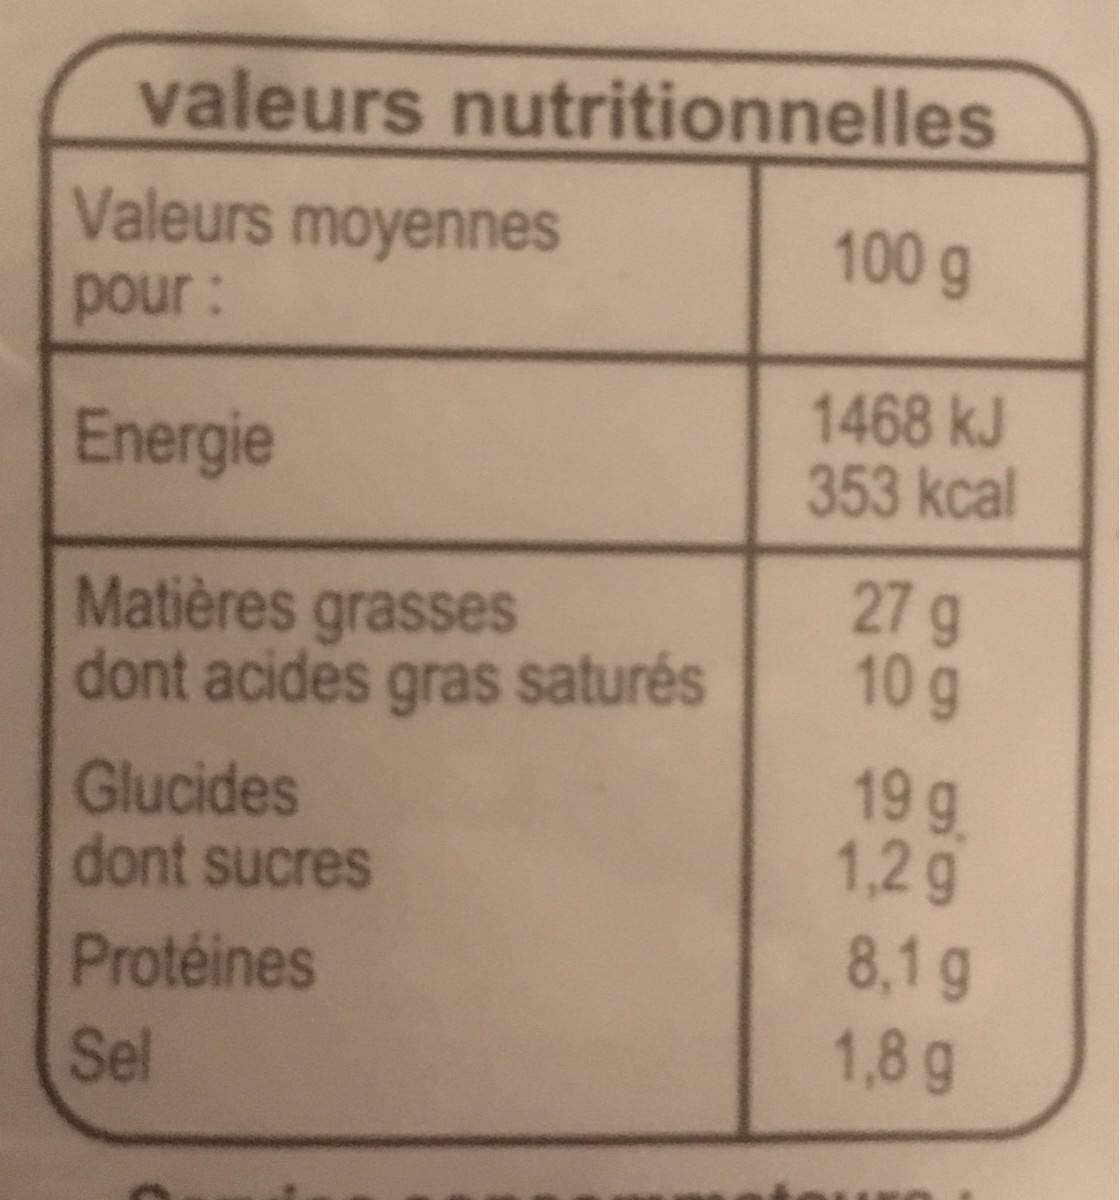 valeurs nutritionnelles
Valeurs moyennes pour : 100 g
Energie 1468 kJ
353 kcal
Matières grasses 27 g
dont acides gras saturés 10 g
Glucides 19 g
dont sucres 1,2 g
Protéines 8,1 g
Sel 1,8 g